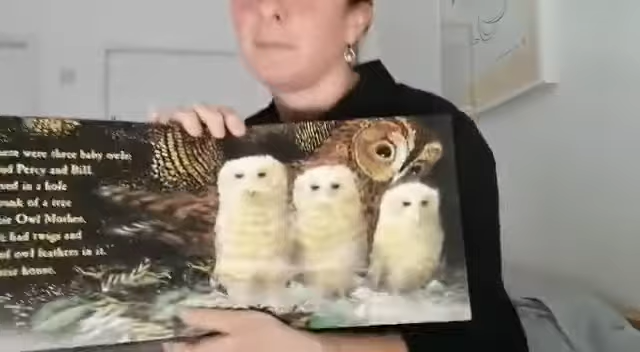 were three baby owls:
Percy and Bill.
in a hole
trunk of a tree
Owl Mother.
had twigs and
of owl feathers in it.
house.